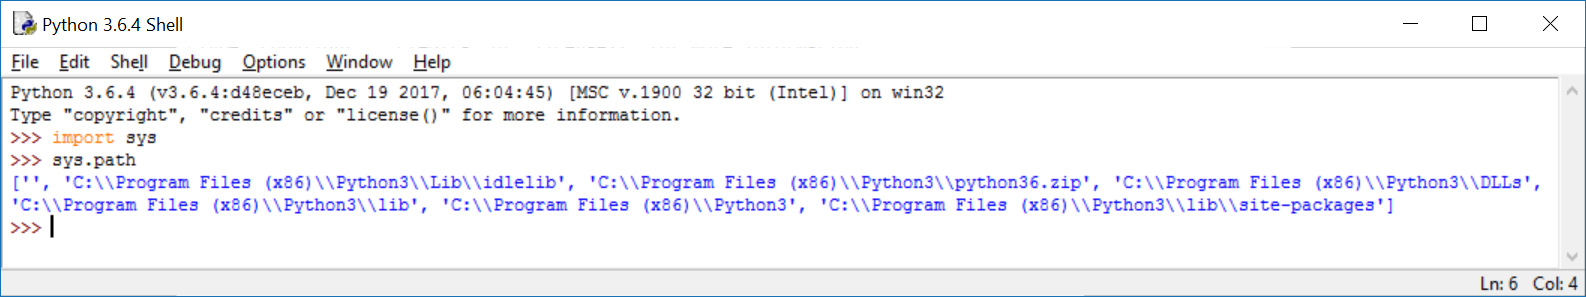 Python 3.6.4 Shell
File Edit Shell Debug Options Window Help
Python 3.6.4 (v3.6.4:d48eceb, Dec 19 2017, 06:04:45) [MSC v.1900 32 bit (Intel)] on win32
Type "copyright", "credits" or "license()" for more information.
>>> import sys
>>> sys.path
['', 'C:\\Program Files (x86)\\Python3\\Lib\\idlelib', 'C:\\Program Files (x86)\\Python3\\python36.zip', 'C:\\Program Files (x86)\\Python3\\DLLs',
'C:\\Program Files (x86)\\Python3\\lib', 'C:\\Program Files (x86)\\Python3', 'C:\\Program Files (x86)\\Python3\\lib\\site-packages']
>>>
Ln: 6 Col: 4